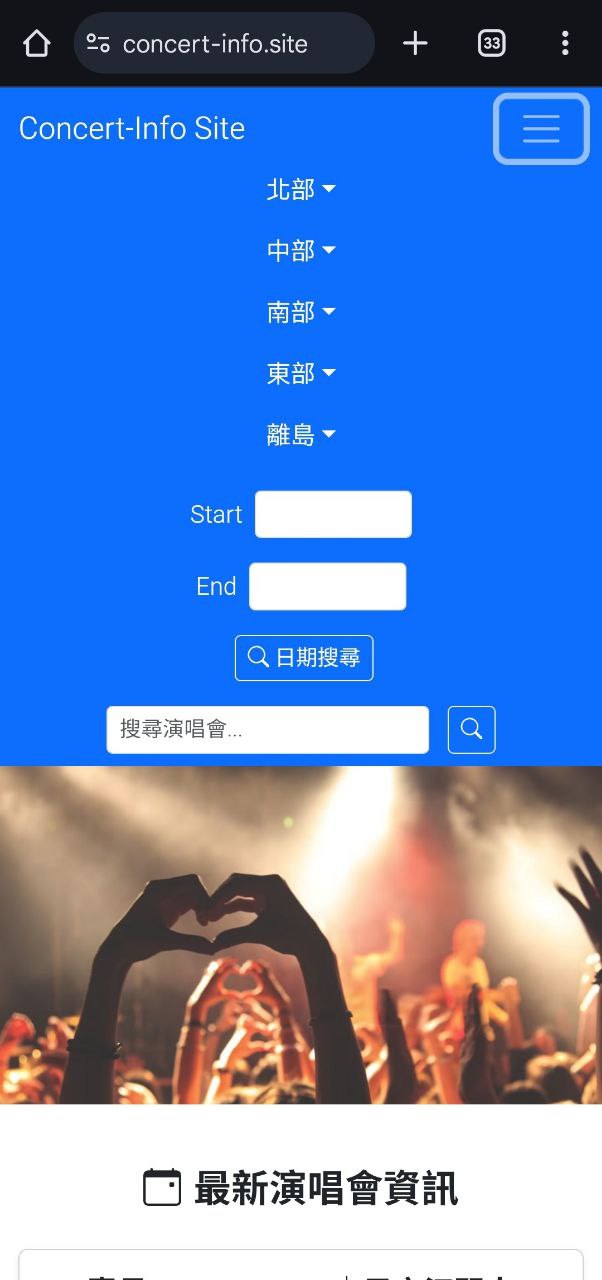 concert-info.site
33
Concert-Info Site
北部
中部
南部
東部
離島
Start
End
日期搜尋
搜尋演唱會...
最新演唱會資訊